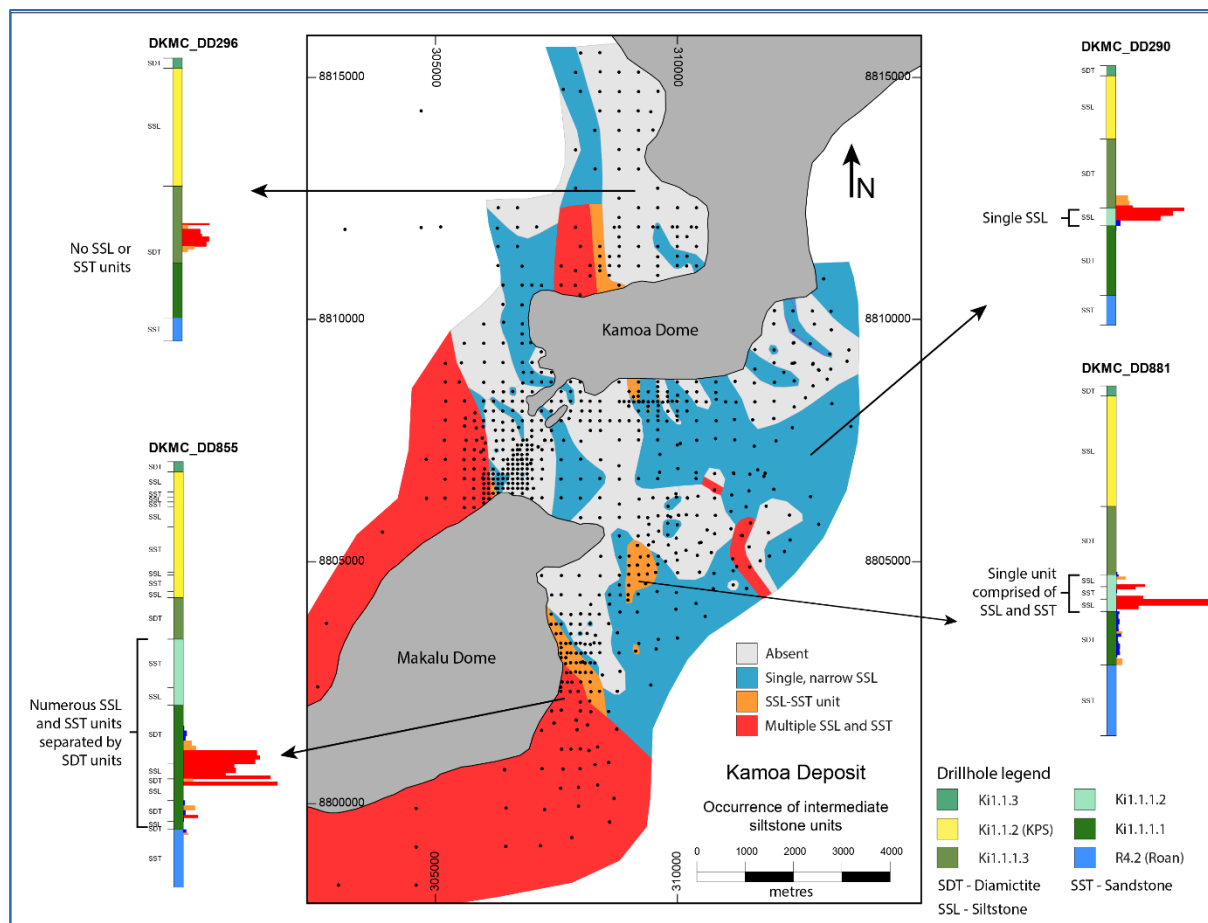 DKMC_DD296
SDT
SSL
SDT
SST
No SSL or
SST units
DKMC_DD855
SDT
SSL
SST
SSL
SST
SSL
SST
SSL
SST
SSL
SDT
SST
SSL
SDT
SSL
SDT
SSL
SDT
SSL
SDT
SST
Numerous SSL
and SST units
separated by
SDT units
305000
310000
8815000
8815000
N
8810000
8810000
Kamoa Dome
8805000
8805000
Makalu Dome
8800000
8800000
305000
310000
Absent
Single, narrow SSL
SSL-SST unit
Multiple SSL and SST
Kamoa Deposit
Occurrence of intermediate
siltstone units
0 1000 2000 3000 4000
metres
DKMC_DD290
SDT
SSL
SDT
SSL
SDT
SST
Single SSL
DKMC_DD881
SDT
SSL
SDT
SSL
SST
SSL
SDT
SST
Single unit
comprised of
SSL and SST
Drillhole legend
Ki1.1.3
Ki1.1.2 (KPS)
Ki1.1.1.3
Ki1.1.1.2
Ki1.1.1.1
R4.2 (Roan)
SDT - Diamictite
SST - Sandstone
SSL - Siltstone